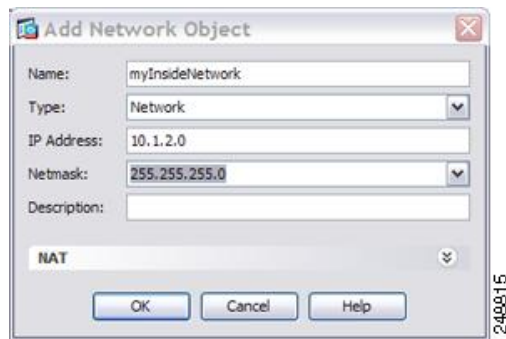 Add Network Object
Name: myInsideNetwork
Type: Network
IP Address: 10.1.2.0
Netmask: 255.255.255.0
Description:
NAT
OK Cancel Help
248815